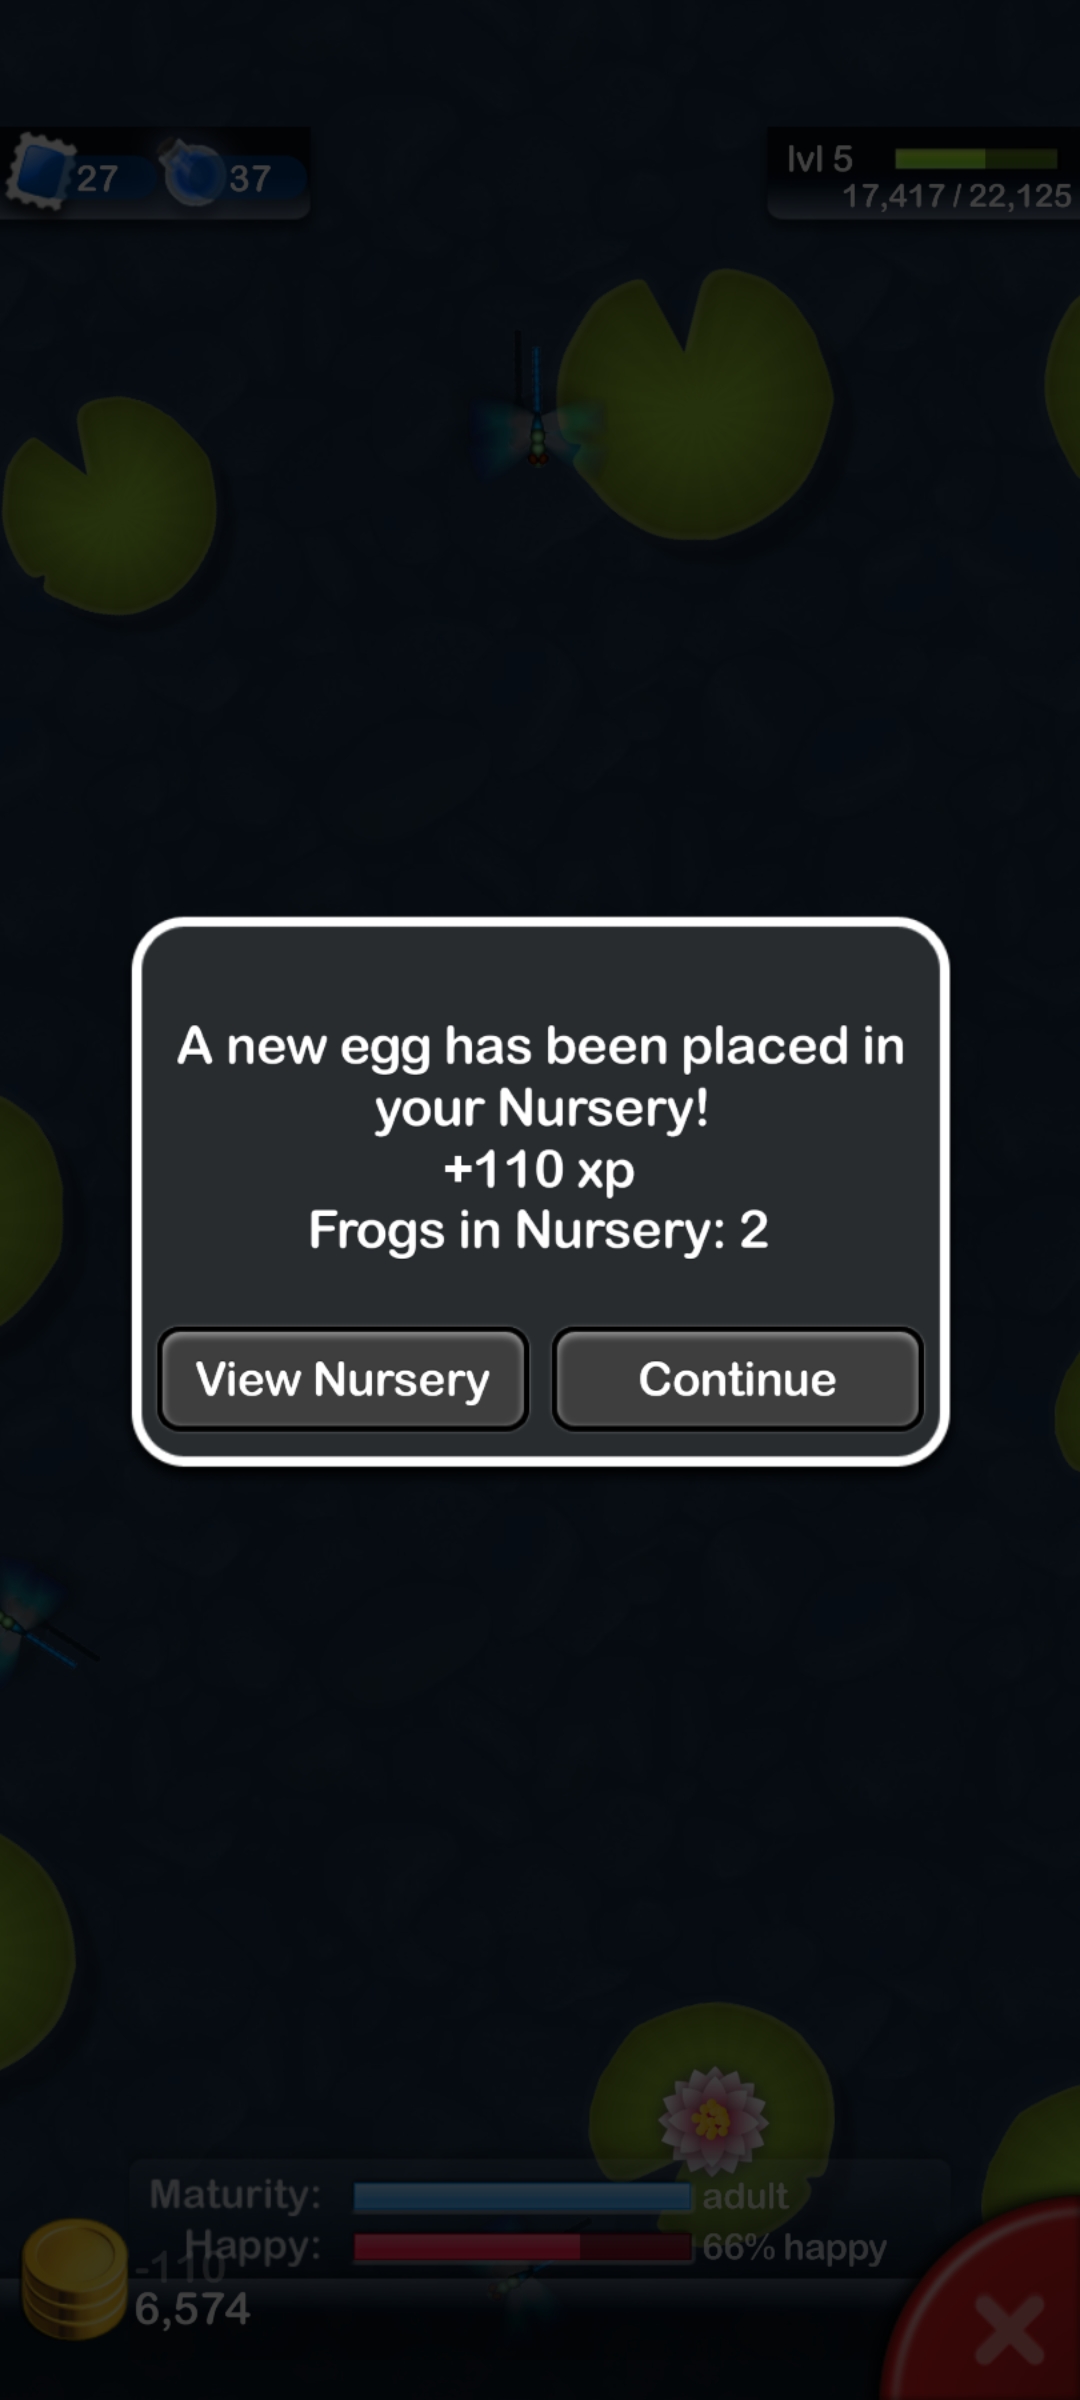 27
37
lvl 5
17,417 / 22,125
A new egg has been placed in
your Nursery!
+110 xp
Frogs in Nursery: 2
View Nursery
Continue
Maturity:
adult
Happy:
66% happy
-110
6,574